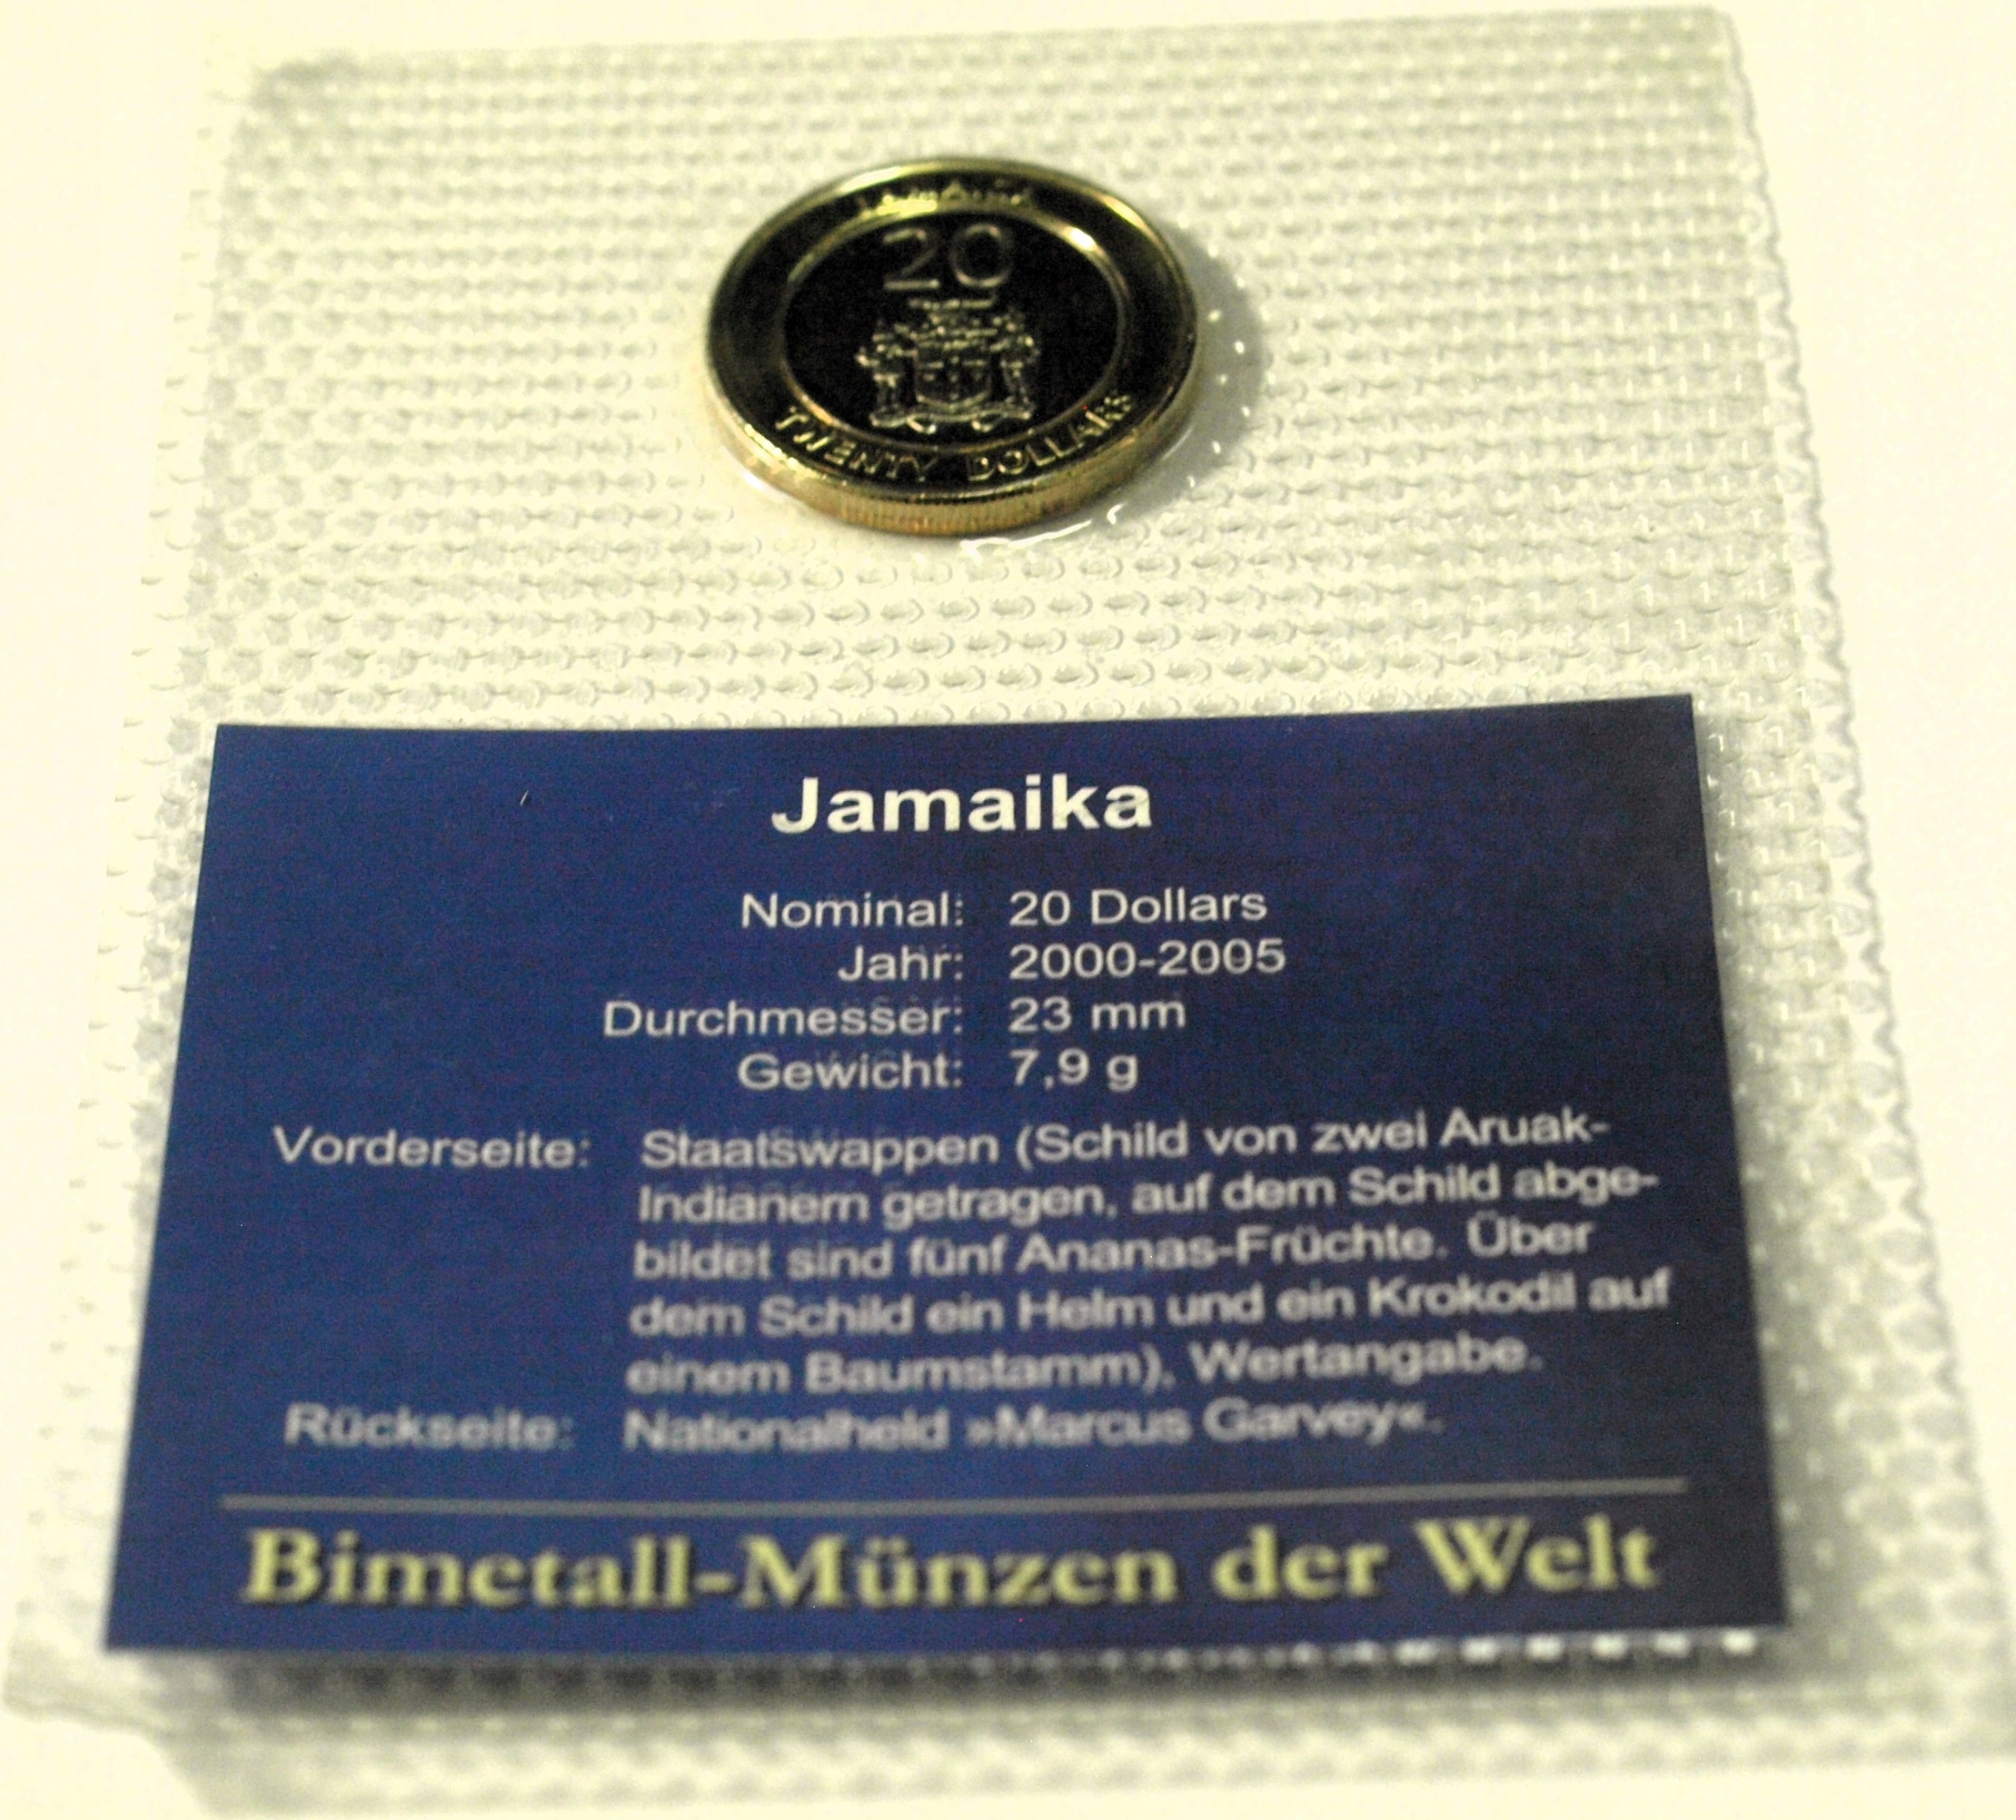 JAMAICA
20
TWENTY DOLLARS
Jamaika
Nominal: 20 Dollars
Jahr: 2000-2005
Durchmesser: 23 mm
Gewicht: 7,9 g
Vorderseite: Staatswappen (Schild von zwei Aruak-
Indianern getragen, auf dem Schild abge-
bildet sind fünf Ananas-Früchte. Über
dem Schild ein Helm und ein Krokodil auf
einem Baumstamm), Wertangabe.
Rückseite: Nationalheld »Marcus Garvey«.
Bimetall-Münzen der Welt